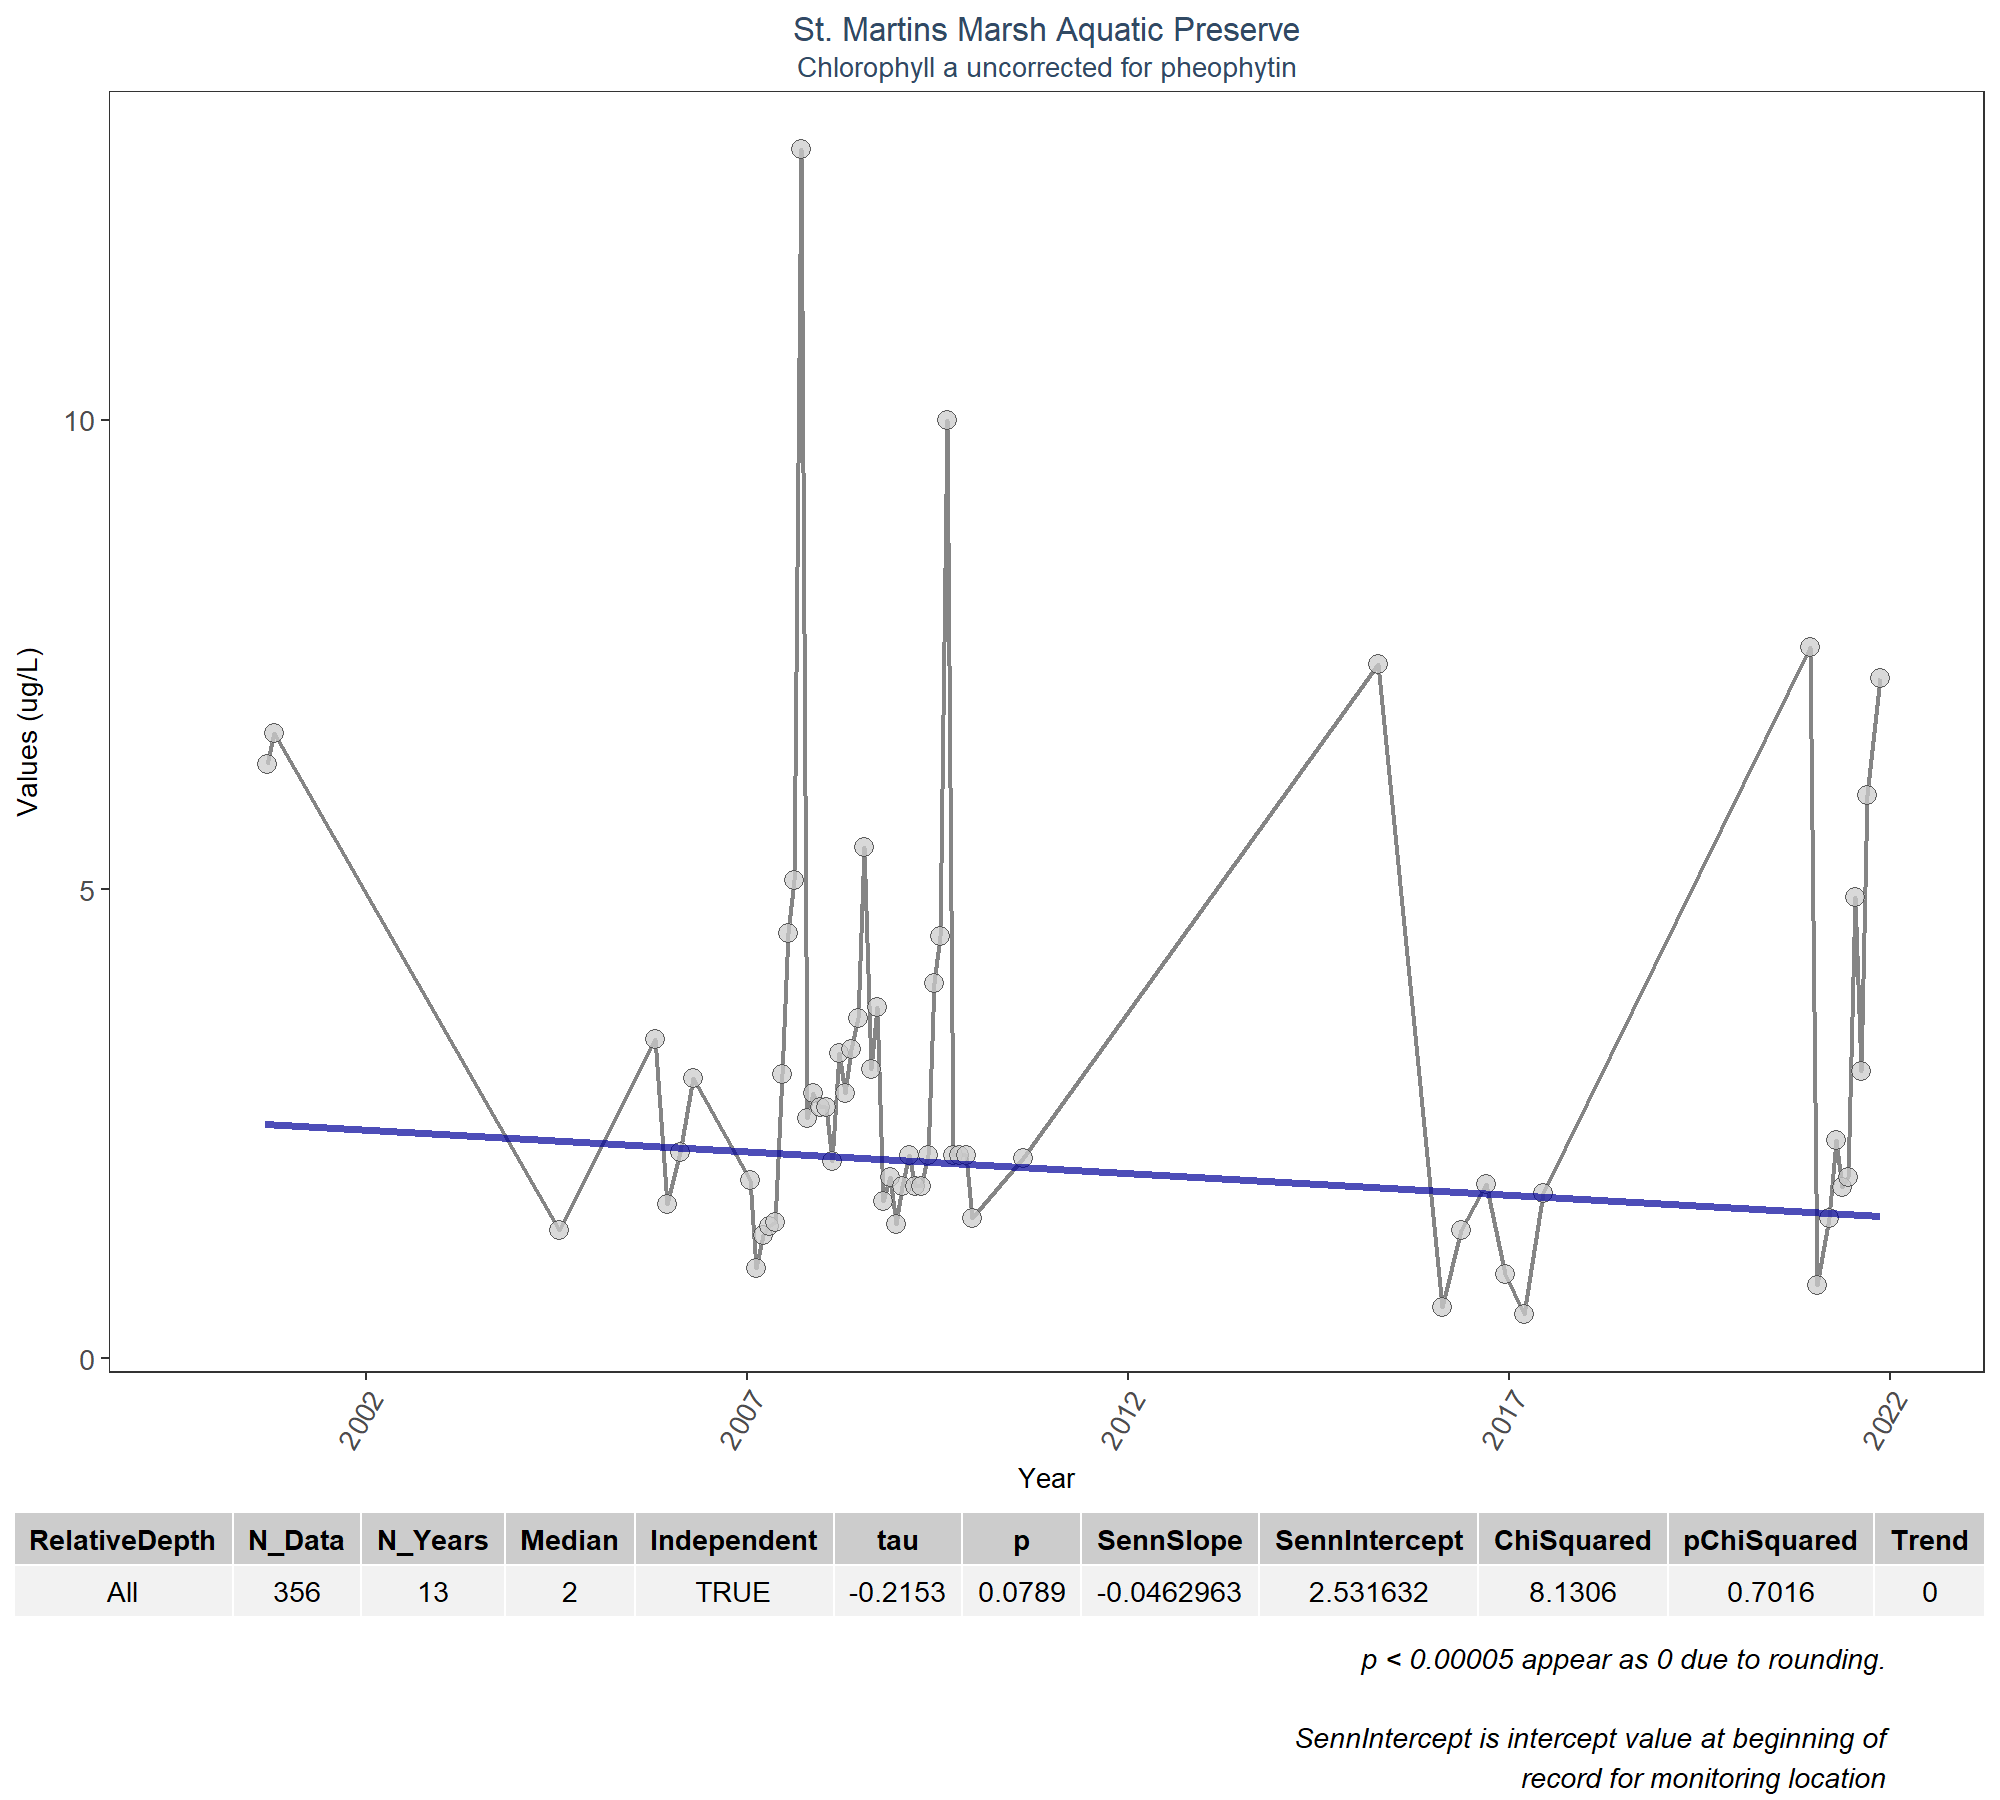 St. Martins Marsh Aquatic Preserve
Chlorophyll a uncorrected for pheophytin
Values (ug/L)
10
5
0
2002
2007
2012
2017
2022
Year
RelativeDepth N_Data N_Years Median Independent tau p SennSlope SennIntercept ChiSquared pChiSquared Trend
All 356 13 2 TRUE -0.2153 0.0789 -0.0462963 2.531632 8.1306 0.7016 0
p < 0.00005 appear as 0 due to rounding.
SennIntercept is intercept value at beginning of
record for monitoring location